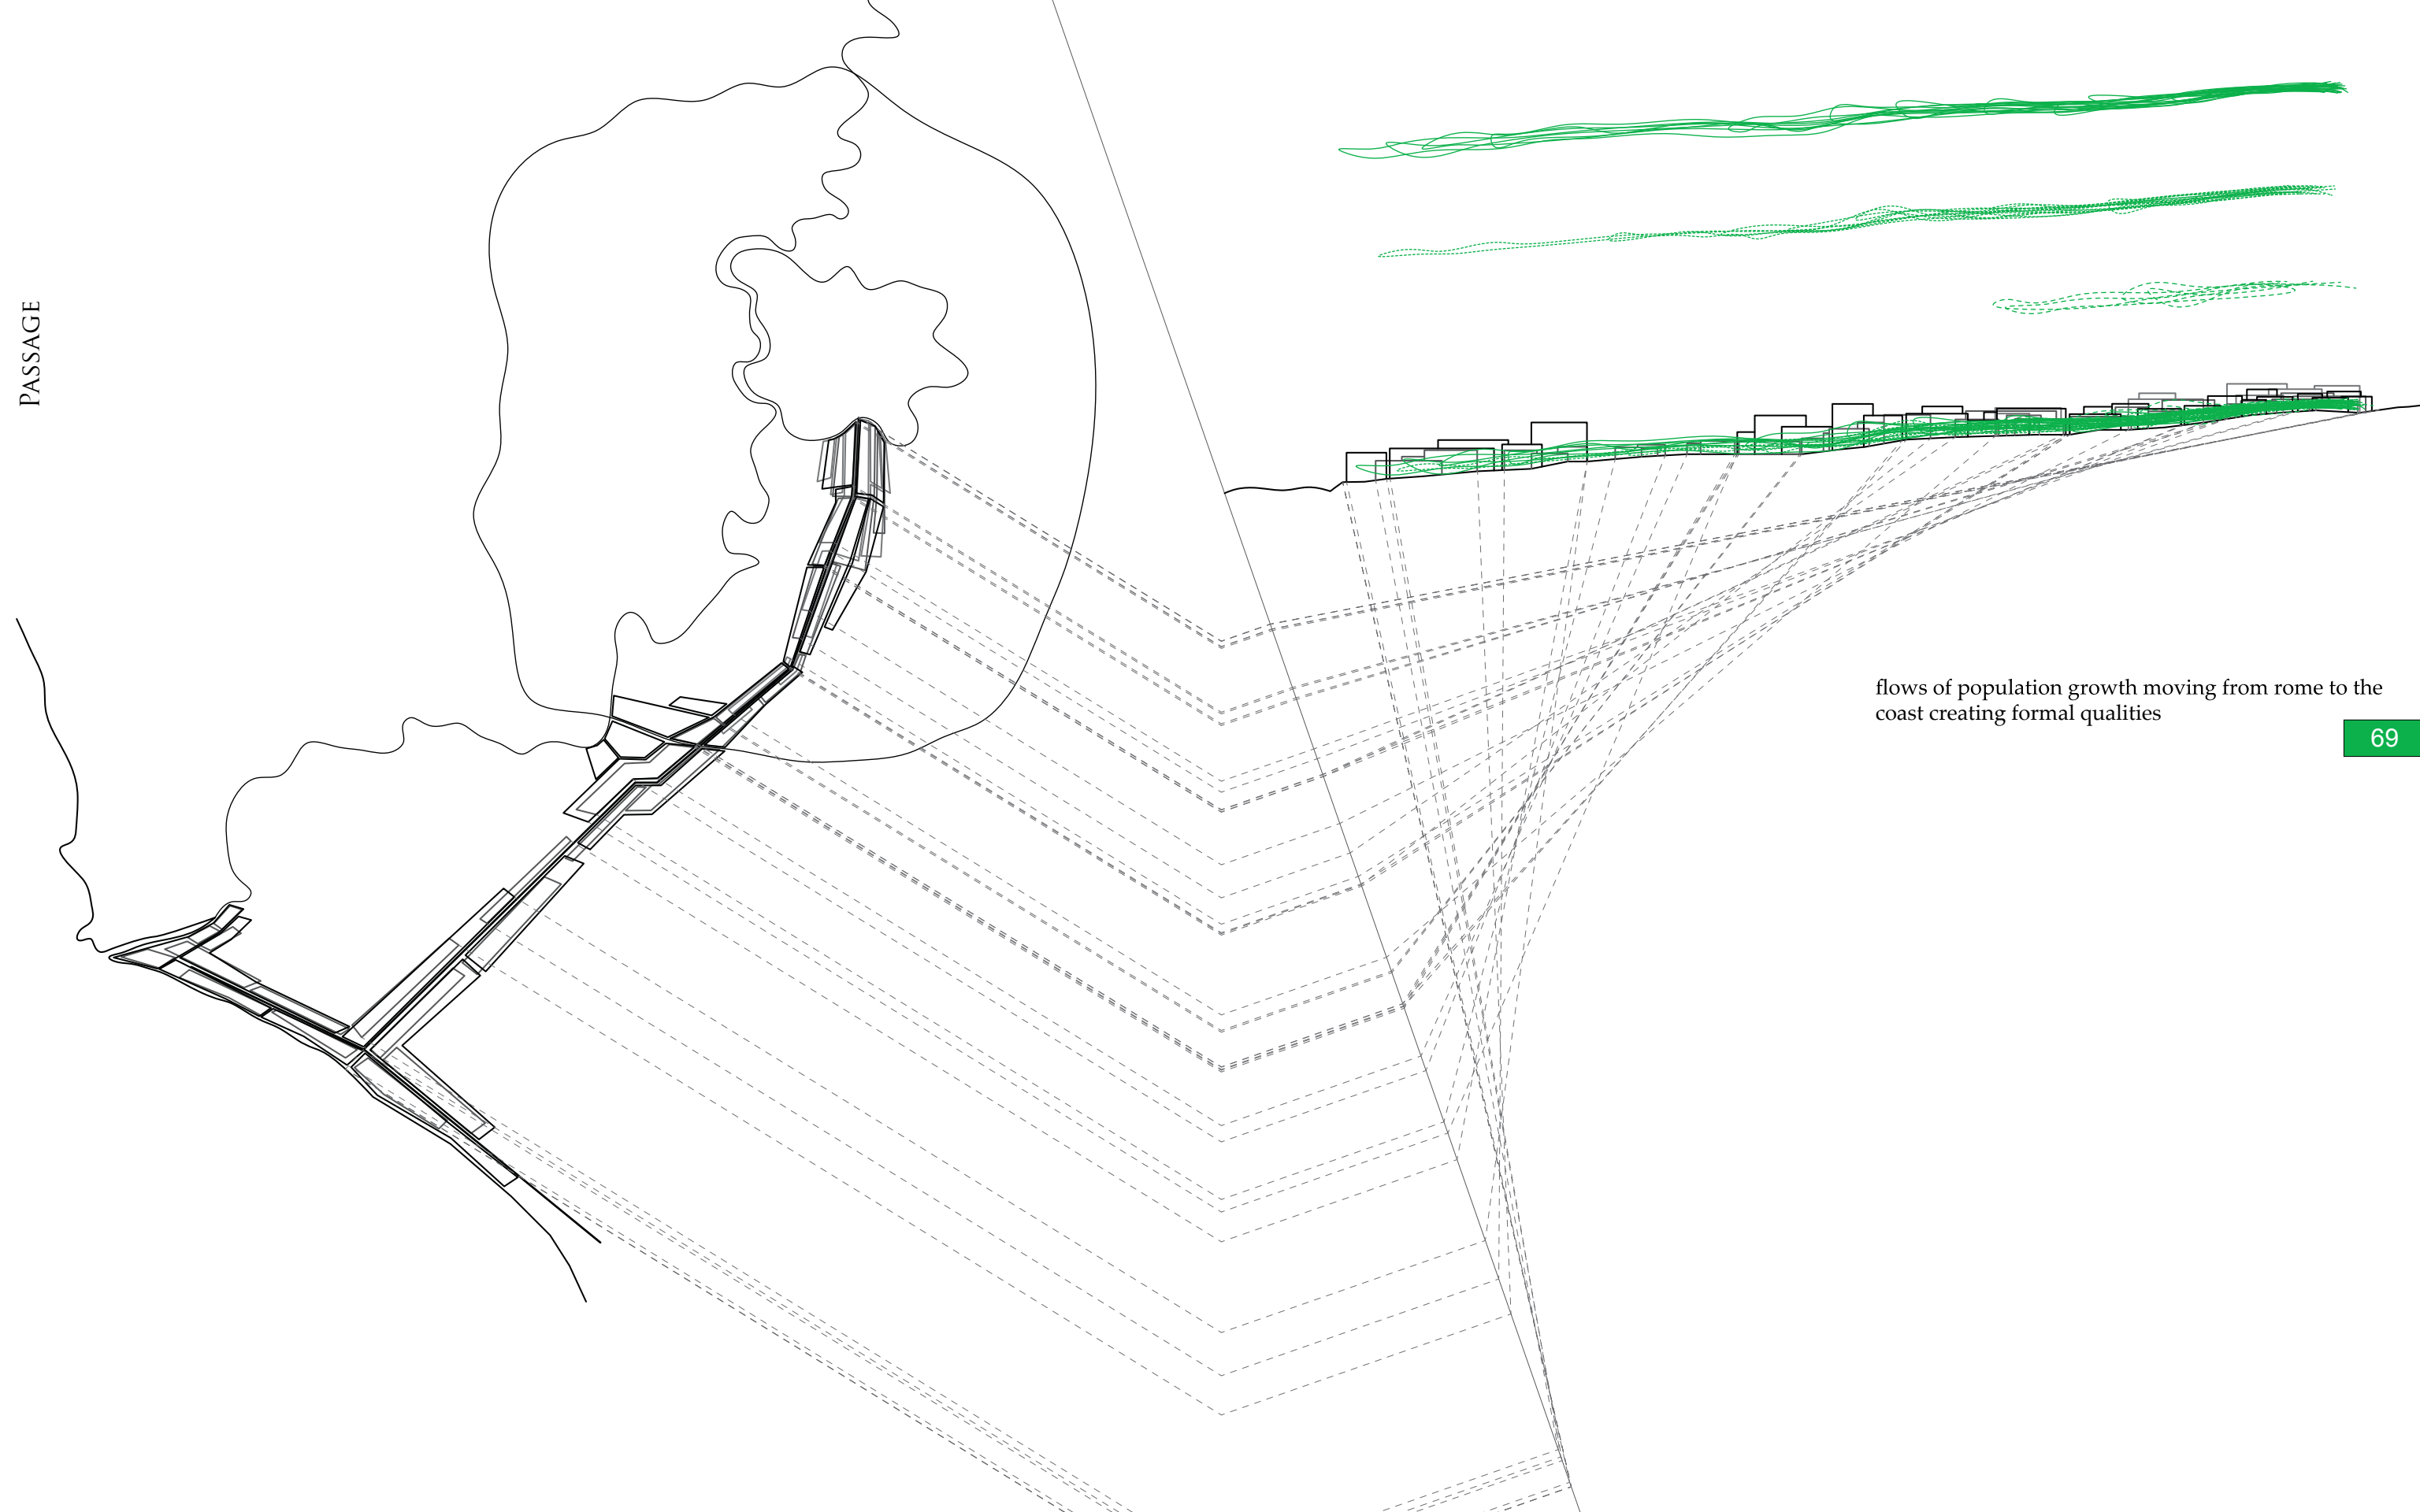 PASSAGE
flows of population growth moving from rome to the
coast creating formal qualities
69